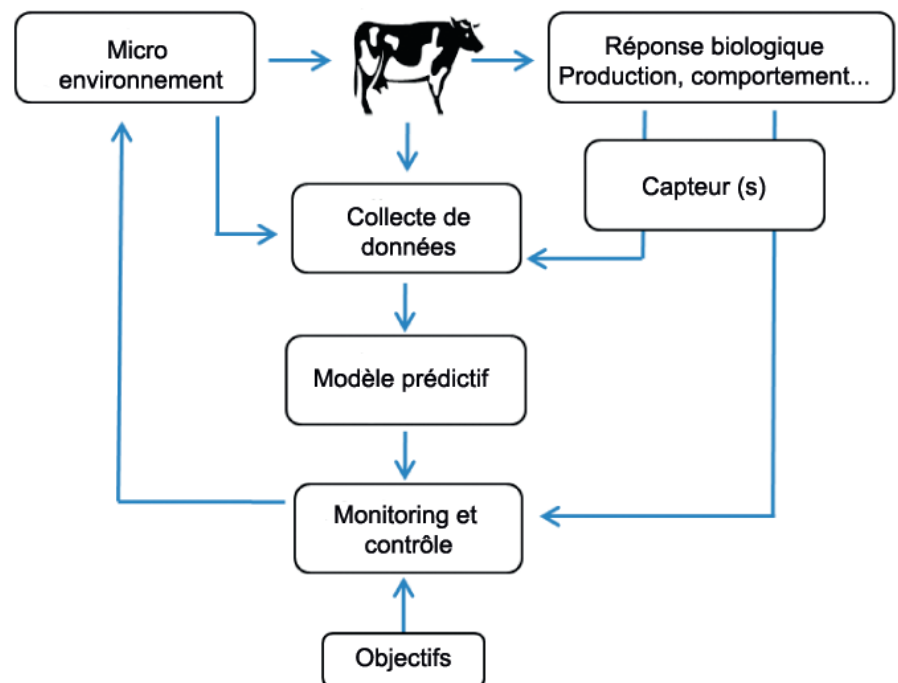 Micro
environnement
Réponse biologique
Production, comportement...
Capteur (s)
Collecte de
données
Modèle prédictif
Monitoring et
contrôle
Objectifs